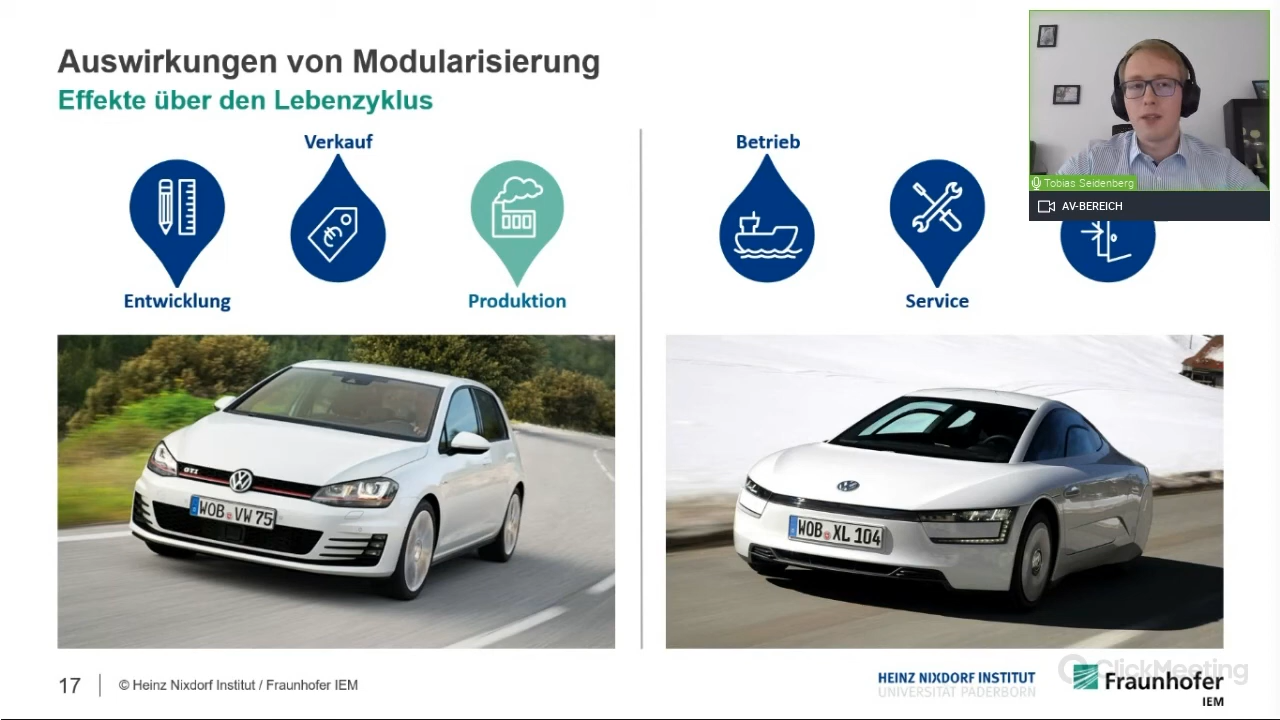 Auswirkungen von Modularisierung
Effekte über den Lebenzyklus
Verkauf
Betrieb
Entwicklung
Produktion
Service
Tobias Seidenberg
AV-BEREICH
GTI
WOB VW 75
WOB XL 104
17
© Heinz Nixdorf Institut / Fraunhofer IEM
HEINZ NIXDORF INSTITUT
UNIVERSITÄT PADERBORN
ClickMeeting
Fraunhofer
IEM